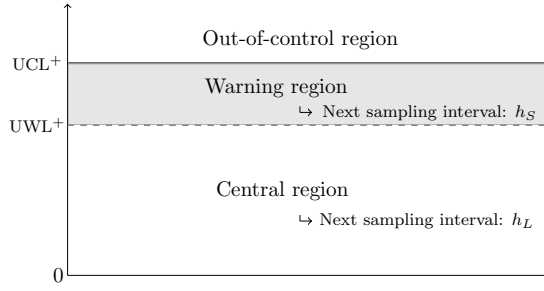 Out-of-control region
UCL⁺
Warning region
↪ Next sampling interval: h_S
UWL⁺
Central region
↪ Next sampling interval: h_L
0